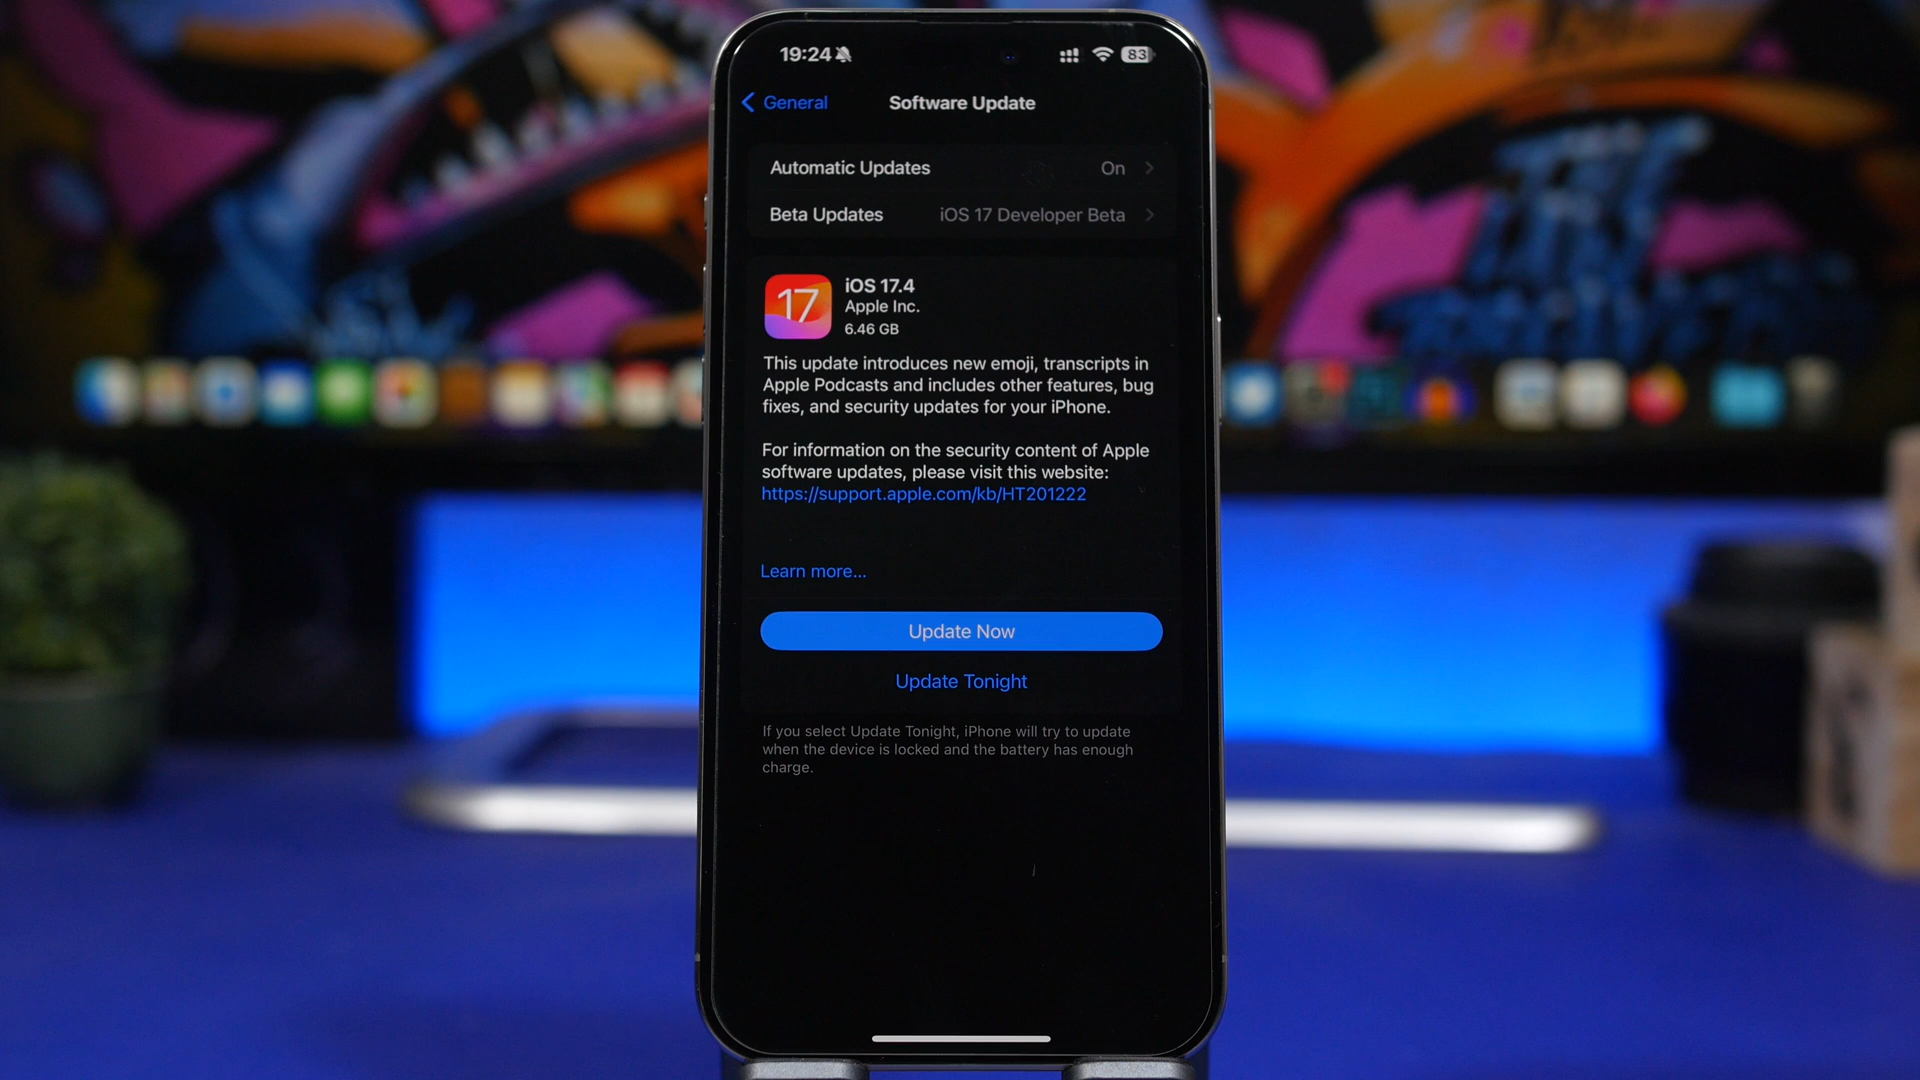 19:24
83
General
Software Update
Automatic Updates On
Beta Updates iOS 17 Developer Beta
17
iOS 17.4
Apple Inc.
6.46 GB
This update introduces new emoji, transcripts in
Apple Podcasts and includes other features, bug
fixes, and security updates for your iPhone.
For information on the security content of Apple
software updates, please visit this website:
https://support.apple.com/kb/HT201222
Learn more...
Update Now
Update Tonight
If you select Update Tonight, iPhone will try to update
when the device is locked and the battery has enough
charge.